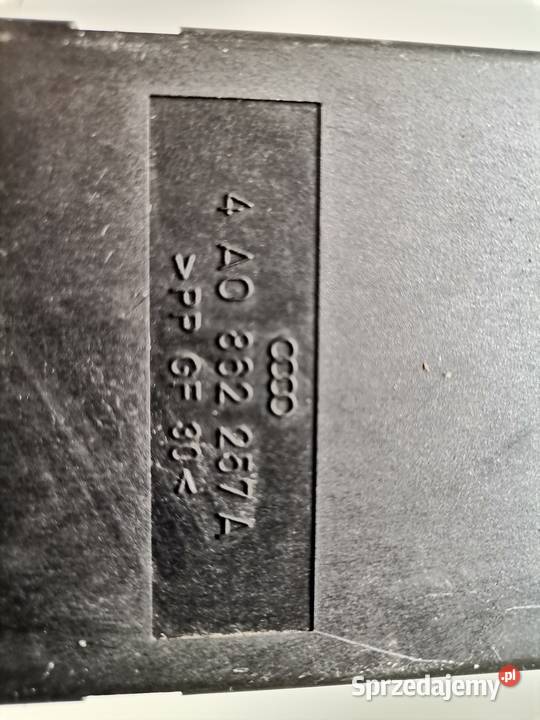 4 A0 862 257 A
>PP GF 30<
Sprzedajemy.pl